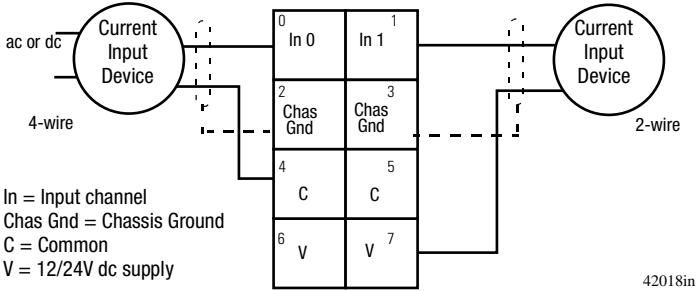 ac or dc
Current
Input
Device
4-wire
0
In 0
1
In 1
2
Chas
Gnd
3
Chas
Gnd
4
C
5
C
6
V
7
V
Current
Input
Device
2-wire
In = Input channel
Chas Gnd = Chassis Ground
C = Common
V = 12/24V dc supply
42018in